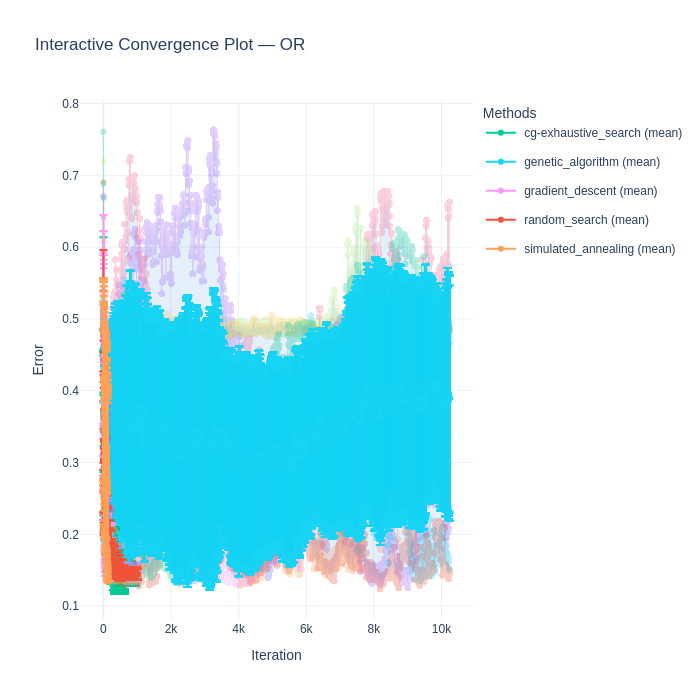 Interactive Convergence Plot — OR
Methods
cg-exhaustive_search (mean)
genetic_algorithm (mean)
gradient_descent (mean)
random_search (mean)
simulated_annealing (mean)
Error
0.8
0.7
0.6
0.5
0.4
0.3
0.2
0.1
0 2k 4k 6k 8k 10k
Iteration